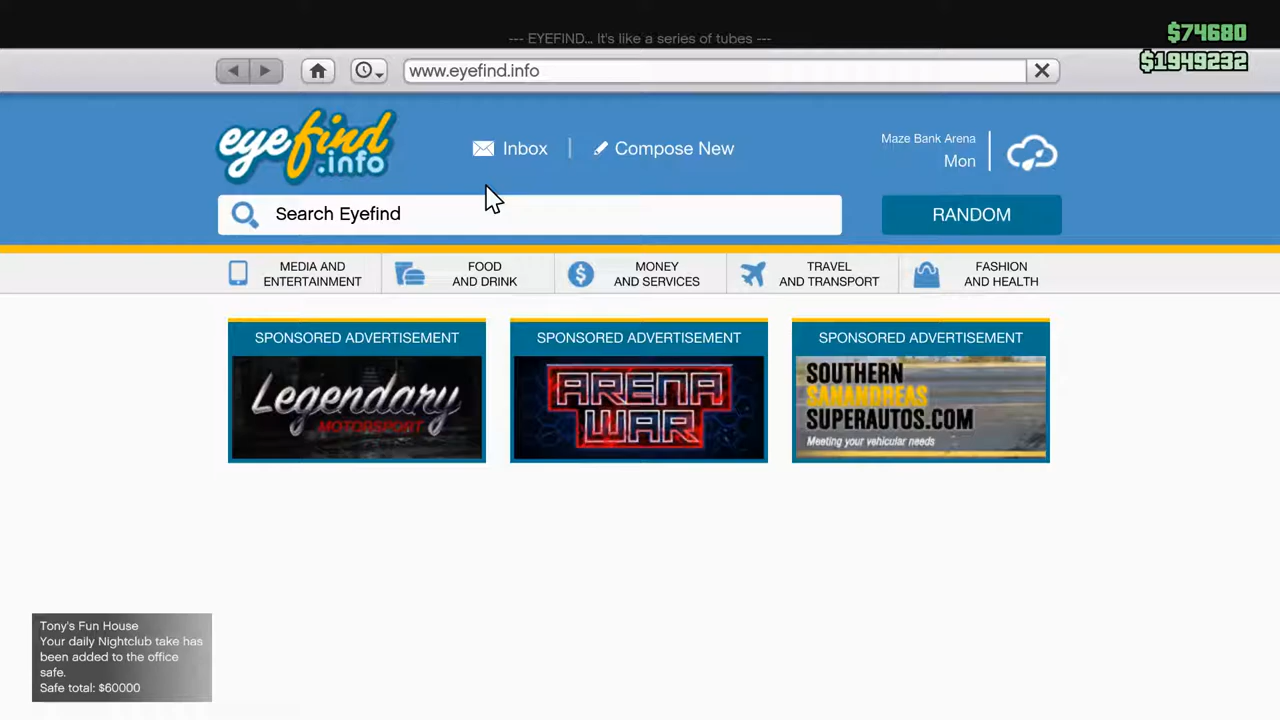 --- EYEFIND... It's like a series of tubes ---
$74680
$1949232
www.eyefind.info
eyefind
.info
Inbox
Compose New
Maze Bank Arena
Mon
Search Eyefind
RANDOM
MEDIA AND
ENTERTAINMENT
FOOD
AND DRINK
MONEY
AND SERVICES
TRAVEL
AND TRANSPORT
FASHION
AND HEALTH
SPONSORED ADVERTISEMENT
Legendary
MOTORSPORT
SPONSORED ADVERTISEMENT
ARENA
WAR
SPONSORED ADVERTISEMENT
SOUTHERN
SANANDREAS
SUPERAUTOS.COM
Meeting your vehicular needs
Tony's Fun House
Your daily Nightclub take has
been added to the office
safe.
Safe total: $60000